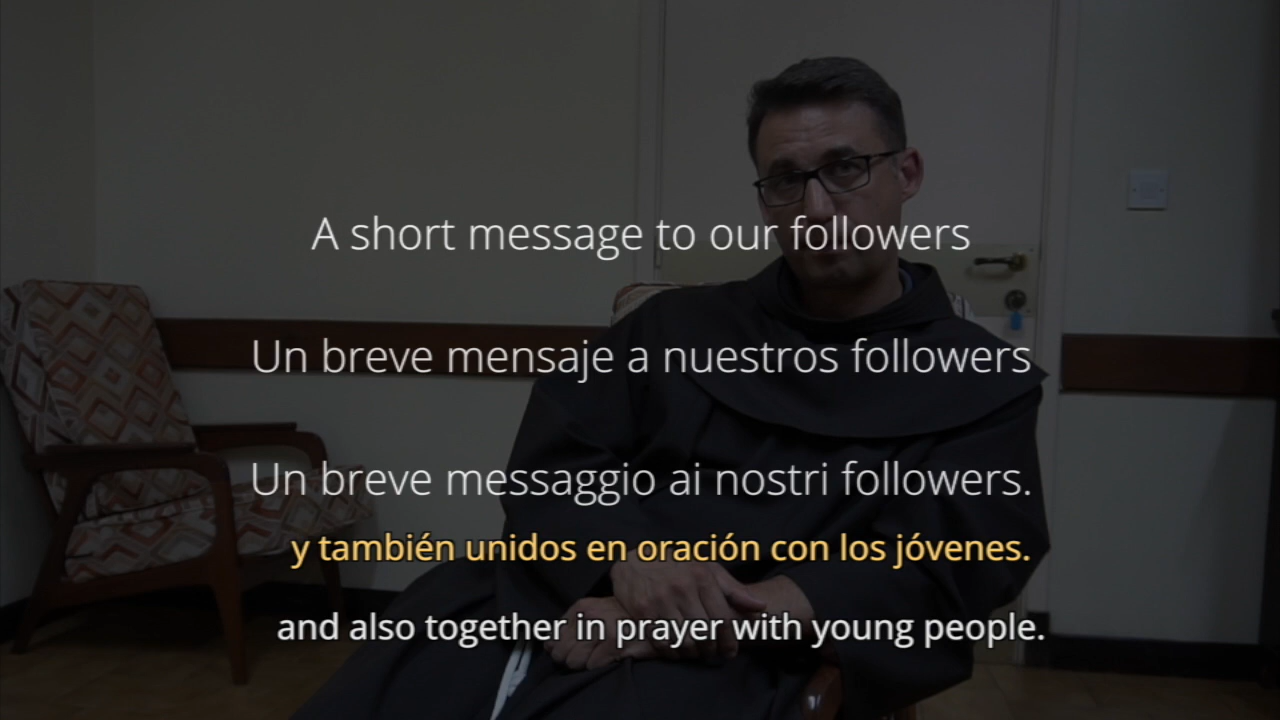 A short message to our followers
Un breve mensaje a nuestros followers
Un breve messaggio ai nostri followers.
y también unidos en oración con los jóvenes.
and also together in prayer with young people.